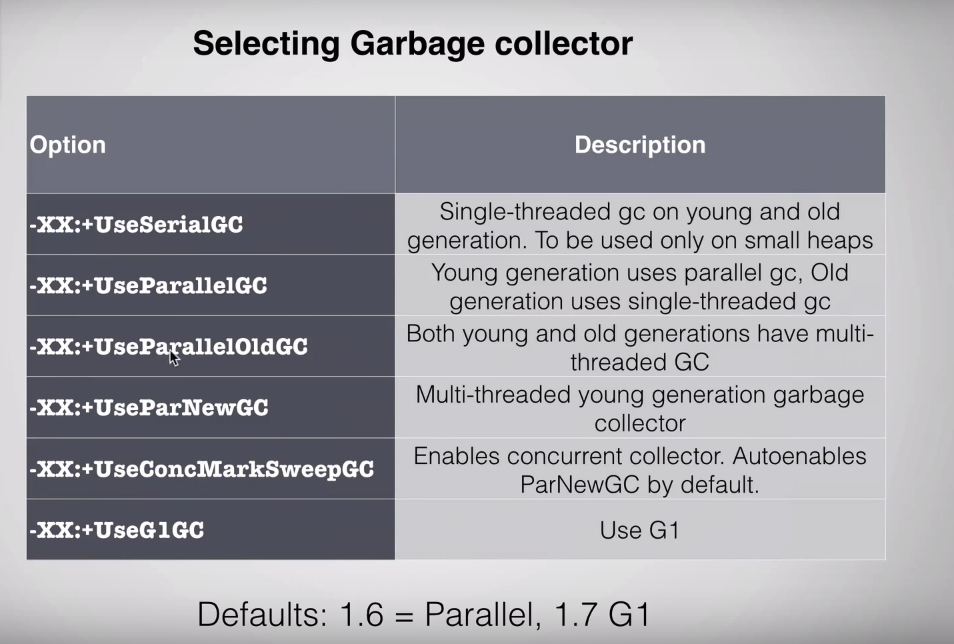 Selecting Garbage collector
Option
Description
-XX:+UseSerialGC
Single-threaded gc on young and old
generation. To be used only on small heaps
-XX:+UseParallelGC
Young generation uses parallel gc, Old
generation uses single-threaded gc
-XX:+UseParallelOldGC
Both young and old generations have multi-
threaded GC
-XX:+UseParNewGC
Multi-threaded young generation garbage
collector
-XX:+UseConcMarkSweepGC
Enables concurrent collector. Autoenables
ParNewGC by default.
-XX:+UseG1GC
Use G1
Defaults: 1.6 = Parallel, 1.7 G1